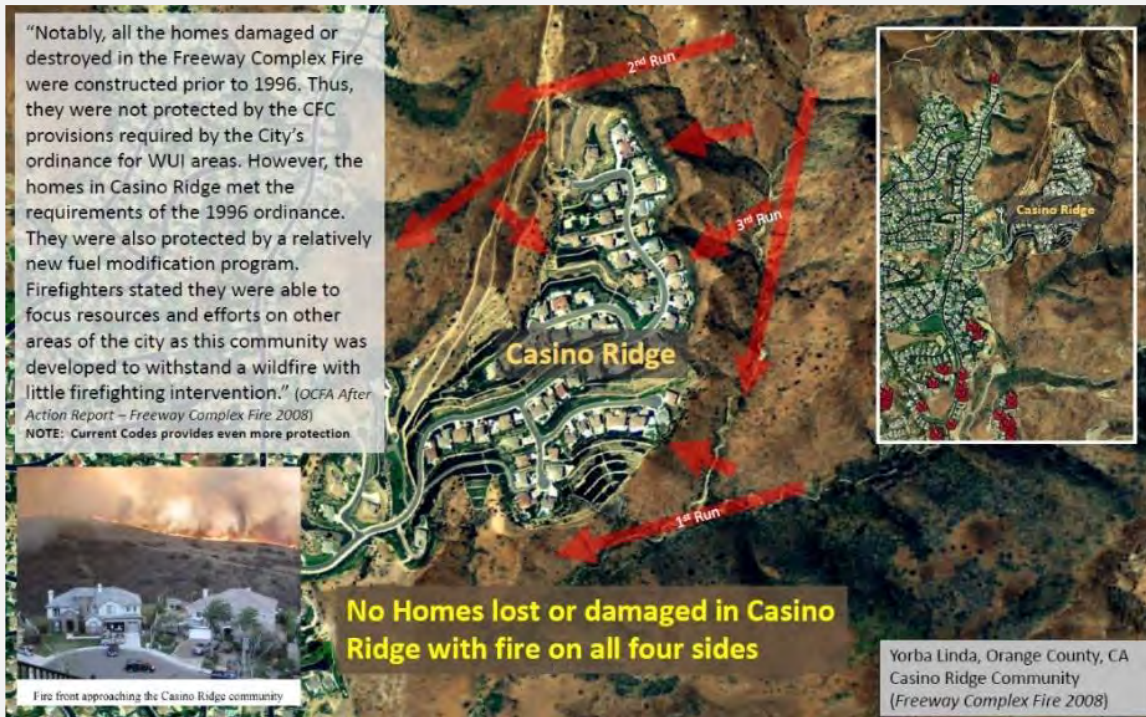 “Notably, all the homes damaged or
destroyed in the Freeway Complex Fire
were constructed prior to 1996. Thus,
they were not protected by the CFC
provisions required by the City’s
ordinance for WUI areas. However, the
homes in Casino Ridge met the
requirements of the 1996 ordinance.
They were also protected by a relatively
new fuel modification program.
Firefighters stated they were able to
focus resources and efforts on other
areas of the city as this community was
developed to withstand a wildfire with
little firefighting intervention.” (OCFA After
Action Report – Freeway Complex Fire 2008)
NOTE: Current Codes provides even more protection
2nd Run
3rd Run
Casino Ridge
1st Run
Casino Ridge
Fire front approaching the Casino Ridge community
No Homes lost or damaged in Casino
Ridge with fire on all four sides
Yorba Linda, Orange County, CA
Casino Ridge Community
(Freeway Complex Fire 2008)